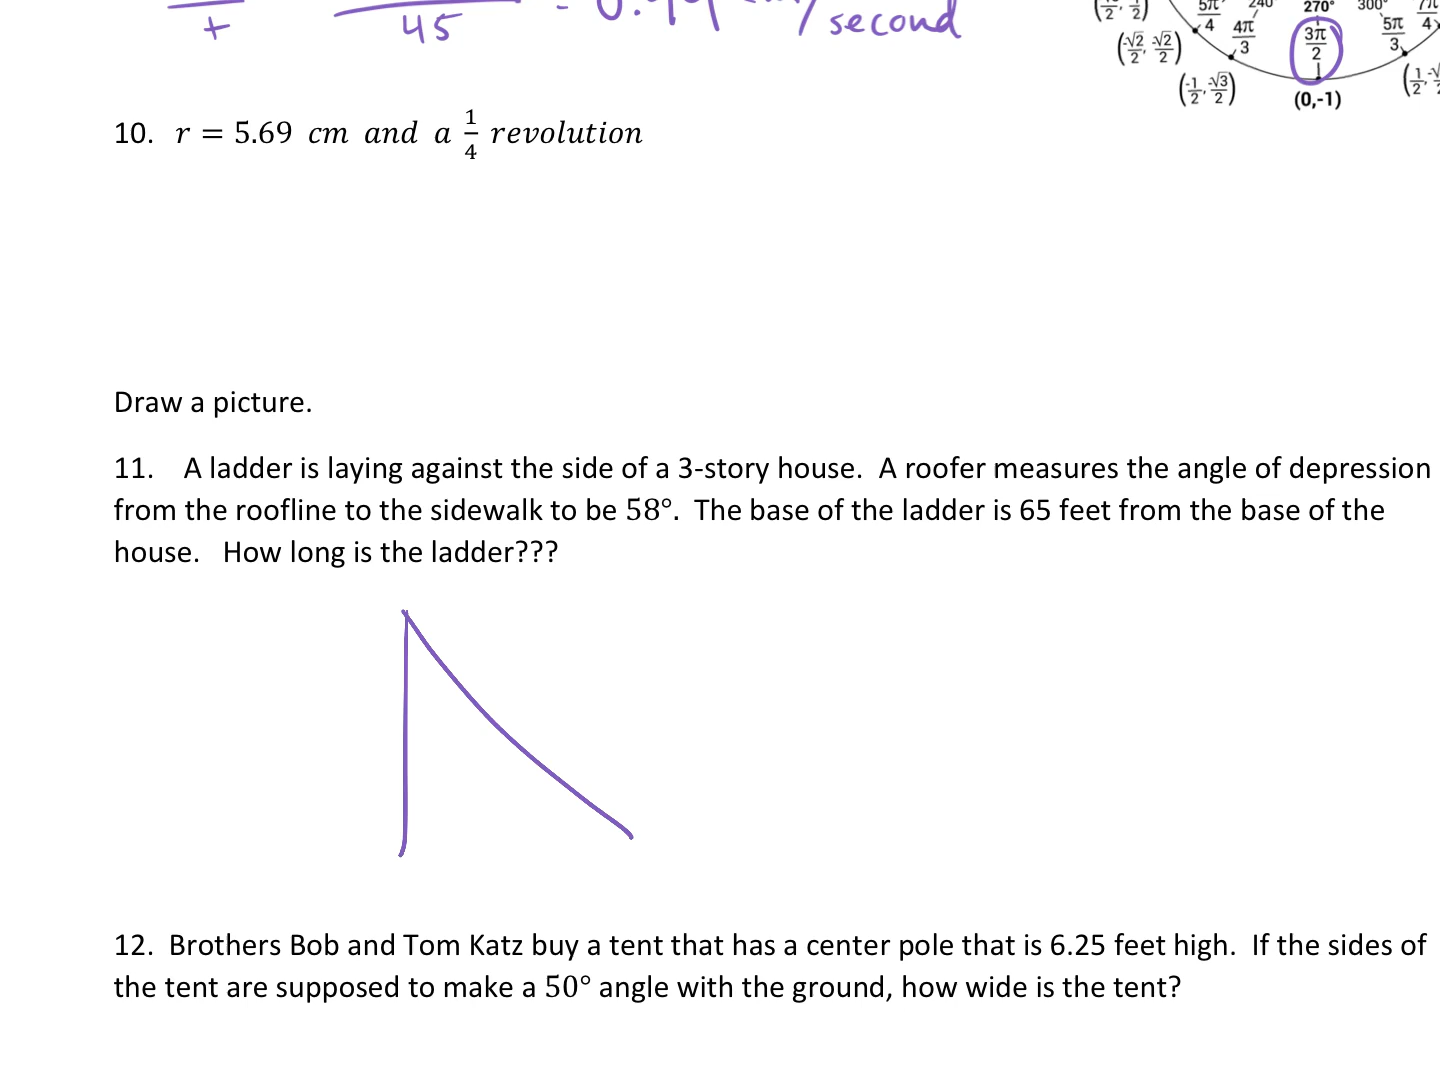 t
45
second
5π/4
240
270°
300°
4π/3
3π/2
5π/3
(-√2/2, -√2/2)
(-1/2, -√3/2)
(0,-1)
10. r = 5.69 cm and a 1/4 revolution
Draw a picture.
11. A ladder is laying against the side of a 3-story house. A roofer measures the angle of depression
from the roofline to the sidewalk to be 58°. The base of the ladder is 65 feet from the base of the
house. How long is the ladder???
12. Brothers Bob and Tom Katz buy a tent that has a center pole that is 6.25 feet high. If the sides of
the tent are supposed to make a 50° angle with the ground, how wide is the tent?